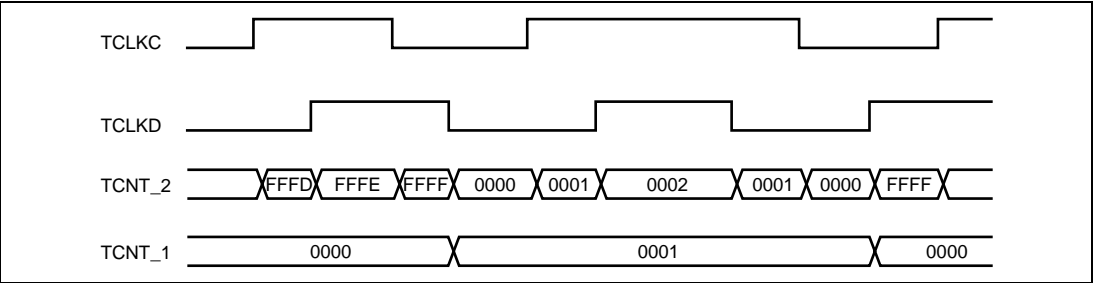 TCLKC
TCLKD
TCNT_2 FFFD FFFE FFFF 0000 0001 0002 0001 0000 FFFF
TCNT_1 0000 0001 0000